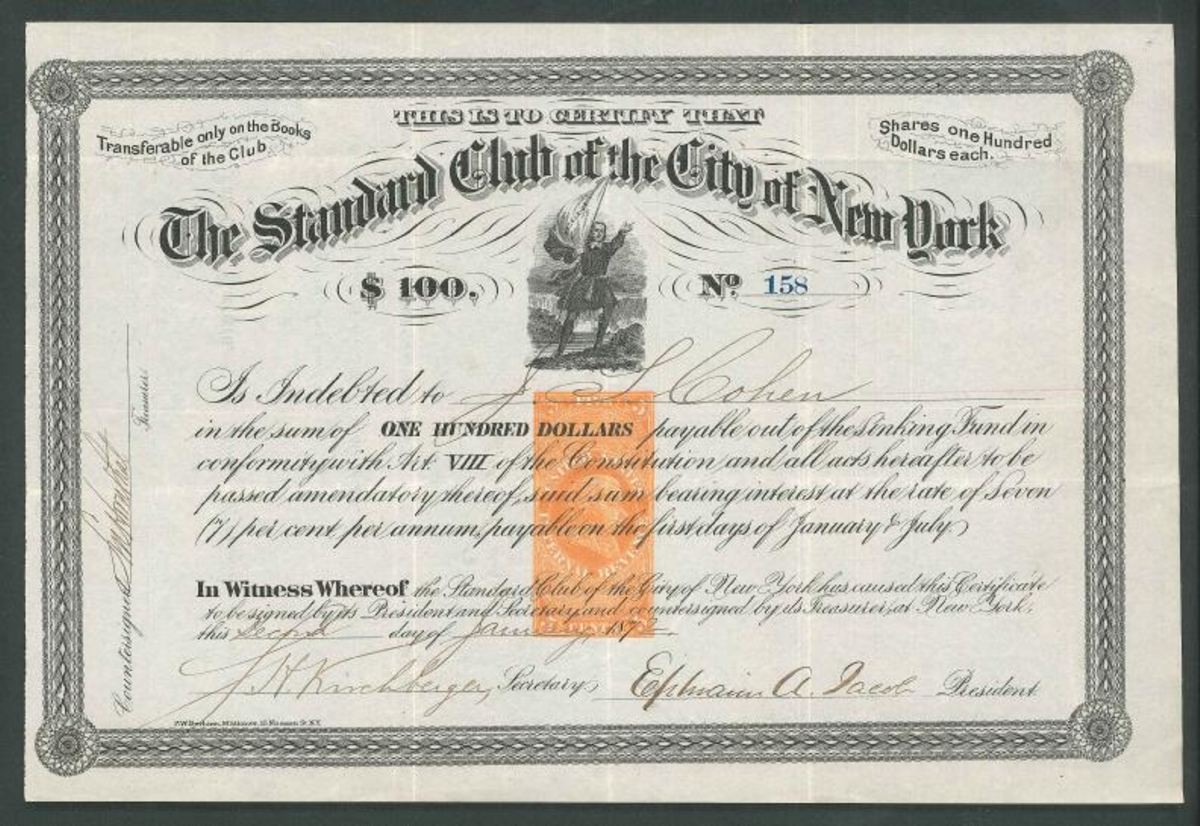 THIS IS TO CERTIFY THAT
Transferable only on the Books
of the Club
Shares one Hundred
Dollars each.
The Standard Club of the City of New York
$ 100.
No. 158
Is Indebted to J S Cohen
in the sum of ONE HUNDRED DOLLARS payable out of the Sinking Fund in
conformity with Art. VIII of the Constitution and all acts hereafter to be
passed amendatory thereof, said sum bearing interest at the rate of Seven
(7) per cent per annum, payable on the first days of January & July.
In Witness Whereof the Standard Club of the City of New York has caused this Certificate
to be signed by its President and Secretary and countersigned by its Treasurer, at New York,
this Second day of January, 187
S. H. Kirchberger, Secretary
Ephraim A. Jacob President
Countersigned
Treasurer